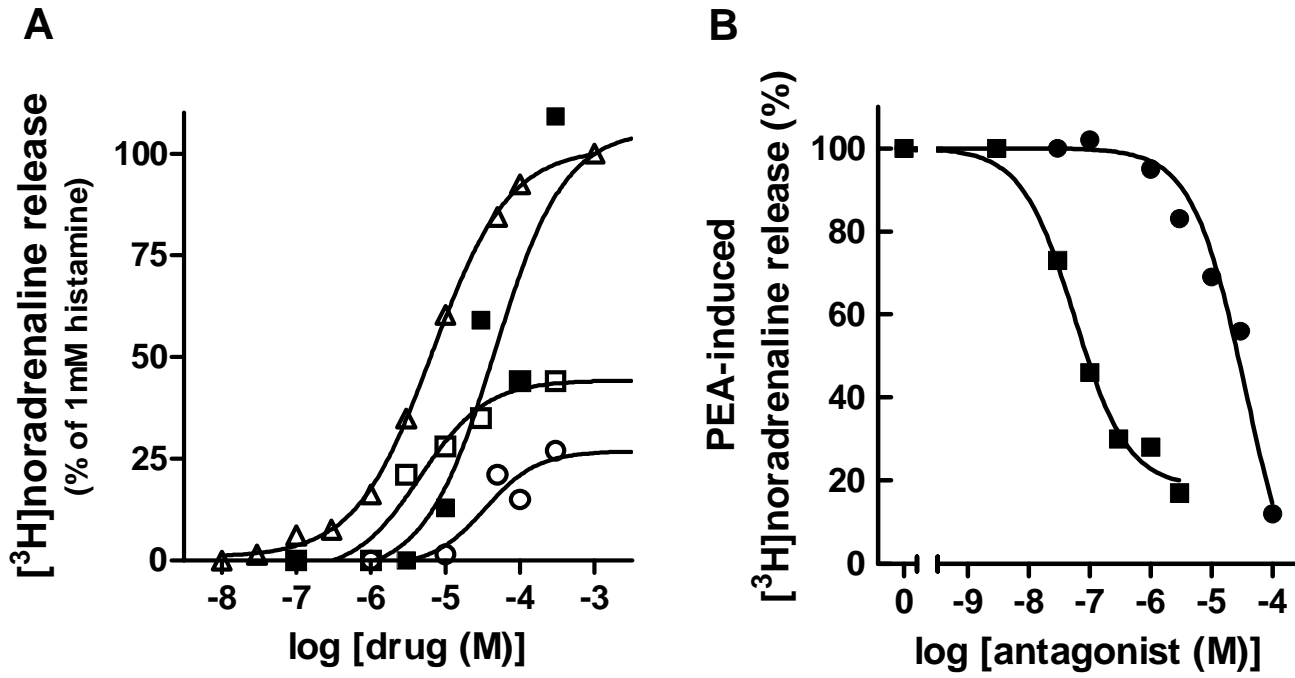 A
[³H]noradrenaline release
(% of 1mM histamine)
100
75
50
25
0
-8 -7 -6 -5 -4 -3
log [drug (M)]
B
PEA-induced
[³H]noradrenaline release (%)
100
80
60
40
20
0
0 -9 -8 -7 -6 -5 -4
log [antagonist (M)]